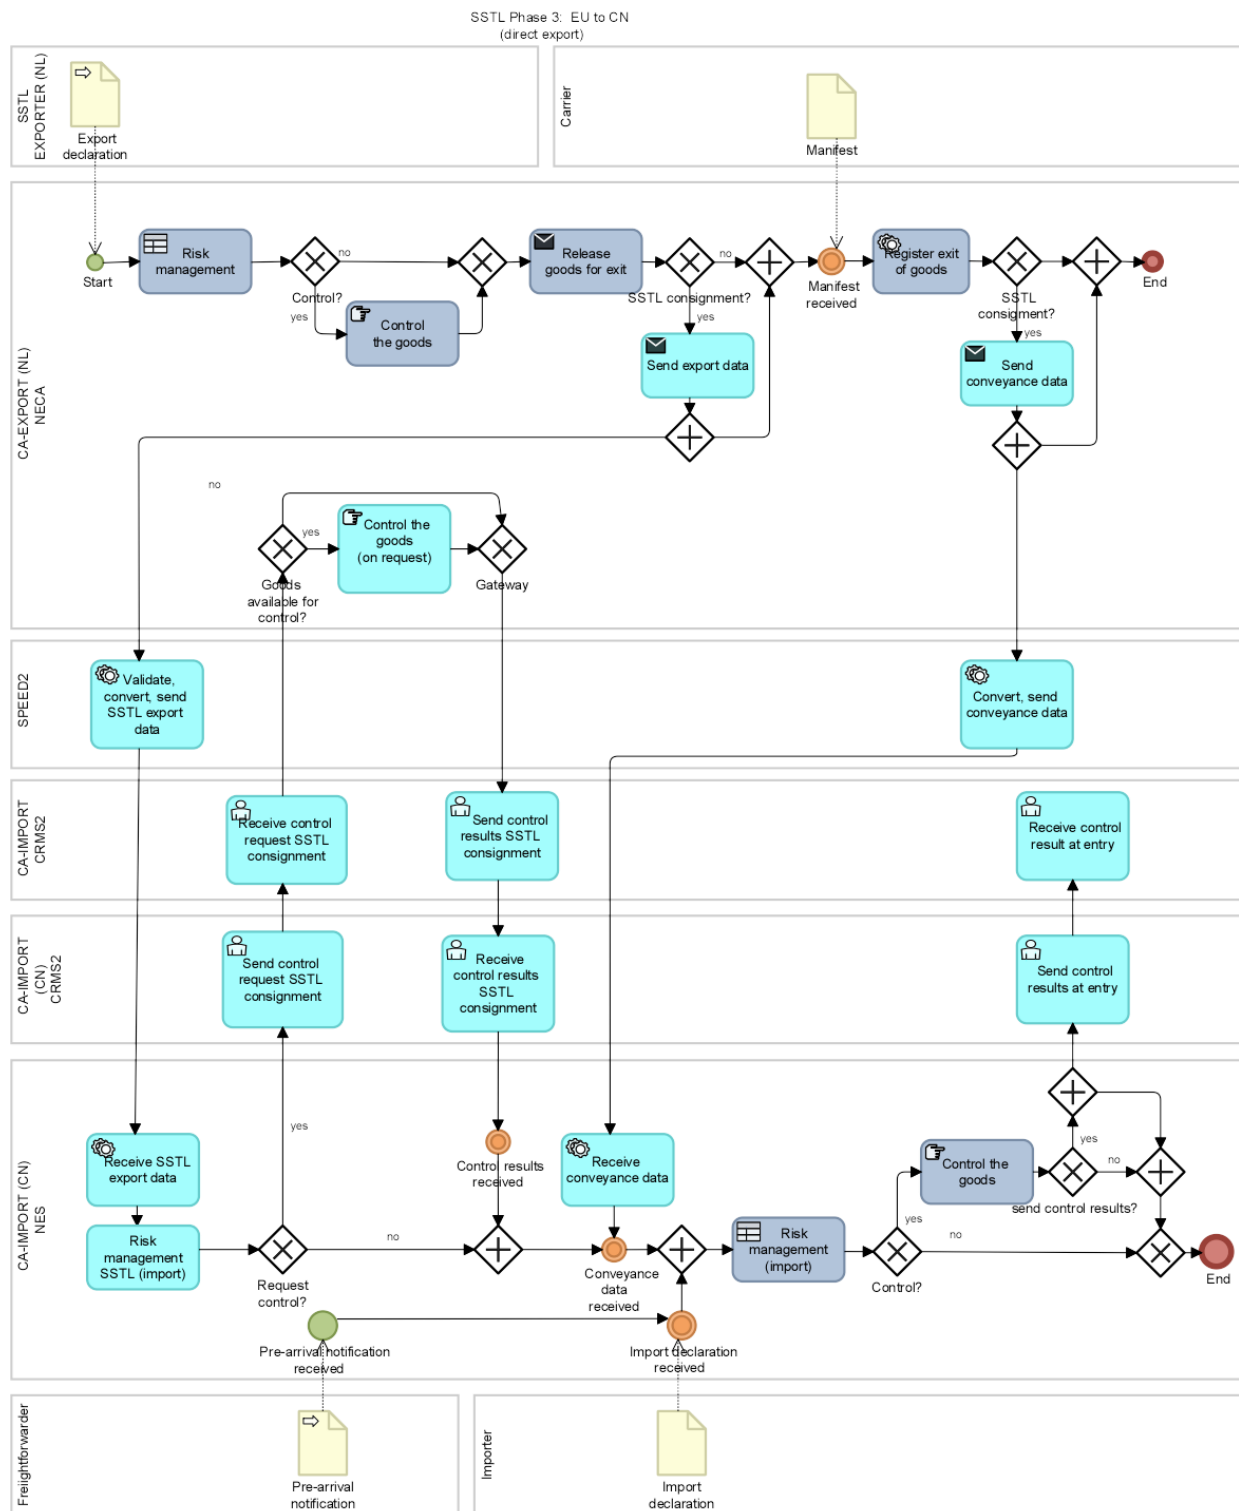 SSTL Phase 3:  EU to CN
(direct export)
SSTL
EXPORTER (NL)
Export
declaration
Carrier
Manifest
CA-EXPORT (NL)
NECA
Start
Risk
management
Control?
no
yes
Control
the goods
Release
goods for exit
SSTL consignment?
no
yes
Send export data
Manifest
received
Register exit
of goods
SSTL
consigment?
yes
Send
conveyance data
End
no
Goods
available for
control?
yes
Control the
goods
(on request)
Gateway
SPEED2
Validate,
convert, send
SSTL export
data
Convert, send
conveyance data
CA-IMPORT
CRMS2
Receive control
request SSTL
consignment
Send control
results SSTL
consignment
Receive control
result at entry
CA-IMPORT
(CN)
CRMS2
Send control
request SSTL
consignment
Receive
control results
SSTL
consignment
Send control
results at entry
CA-IMPORT (CN)
NES
Receive SSTL
export data
Risk
management
SSTL (import)
Request
control?
yes
no
Control results
received
Receive
conveyance data
Conveyance
data
received
Risk
management
(import)
Control?
yes
no
Control the
goods
send control results?
yes
no
End
Pre-arrival notification
received
Import declaration
received
Freiightforwarder
Pre-arrival
notification
Importer
Import
declaration